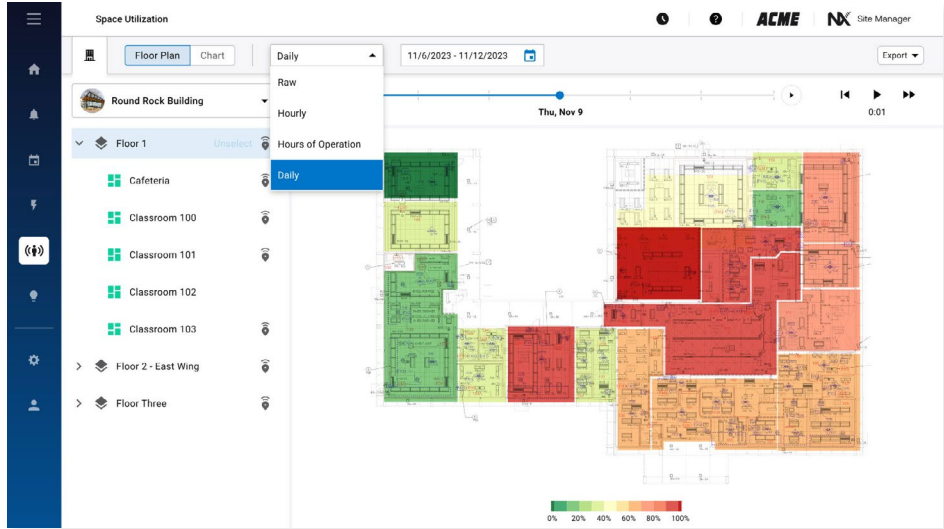 Space Utilization
ACME
NX Site Manager
Floor Plan
Chart
Daily
11/6/2023 - 11/12/2023
Export
Raw
Hourly
Hours of Operation
Daily
Round Rock Building
Thu, Nov 9
0:01
Floor 1
Unselect
Cafeteria
Classroom 100
Classroom 101
Classroom 102
Classroom 103
Floor 2 - East Wing
Floor Three
0% 20% 40% 60% 80% 100%